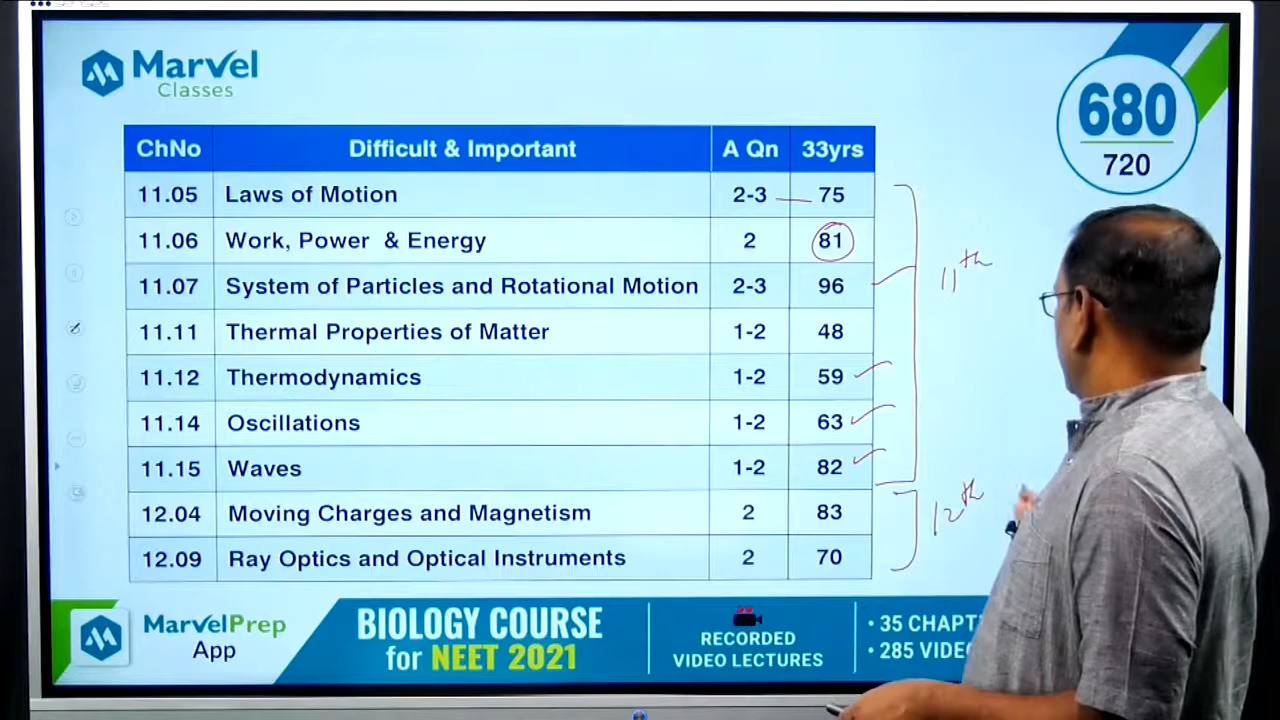 Marvel
Classes
680
720
ChNo Difficult & Important A Qn 33yrs
11.05 Laws of Motion 2-3 75
11.06 Work, Power & Energy 2 81
11.07 System of Particles and Rotational Motion 2-3 96
11.11 Thermal Properties of Matter 1-2 48
11.12 Thermodynamics 1-2 59
11.14 Oscillations 1-2 63
11.15 Waves 1-2 82
12.04 Moving Charges and Magnetism 2 83
12.09 Ray Optics and Optical Instruments 2 70
11th
12th
MarvelPrep
App
BIOLOGY COURSE
for NEET 2021
RECORDED
VIDEO LECTURES
• 35 CHAPT
• 285 VIDEO